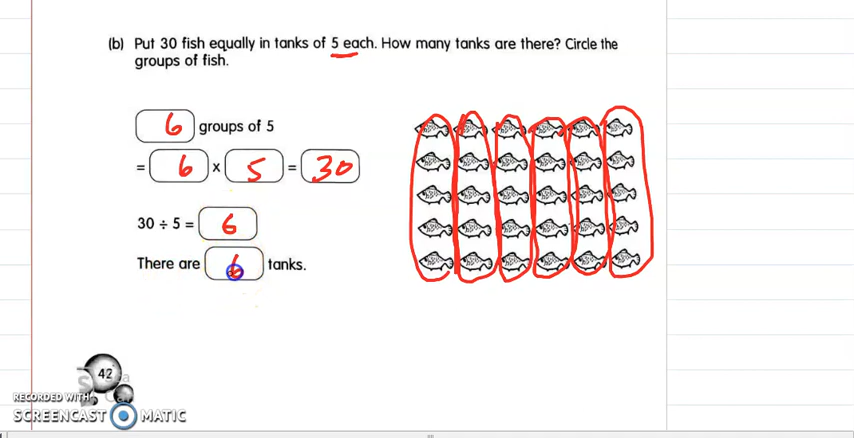 (b) Put 30 fish equally in tanks of 5 each. How many tanks are there? Circle the
groups of fish.
6 groups of 5
= 6 x 5 = 30
30 ÷ 5 = 6
There are 6 tanks.
42
RECORDED WITH
SCREENCAST MATIC